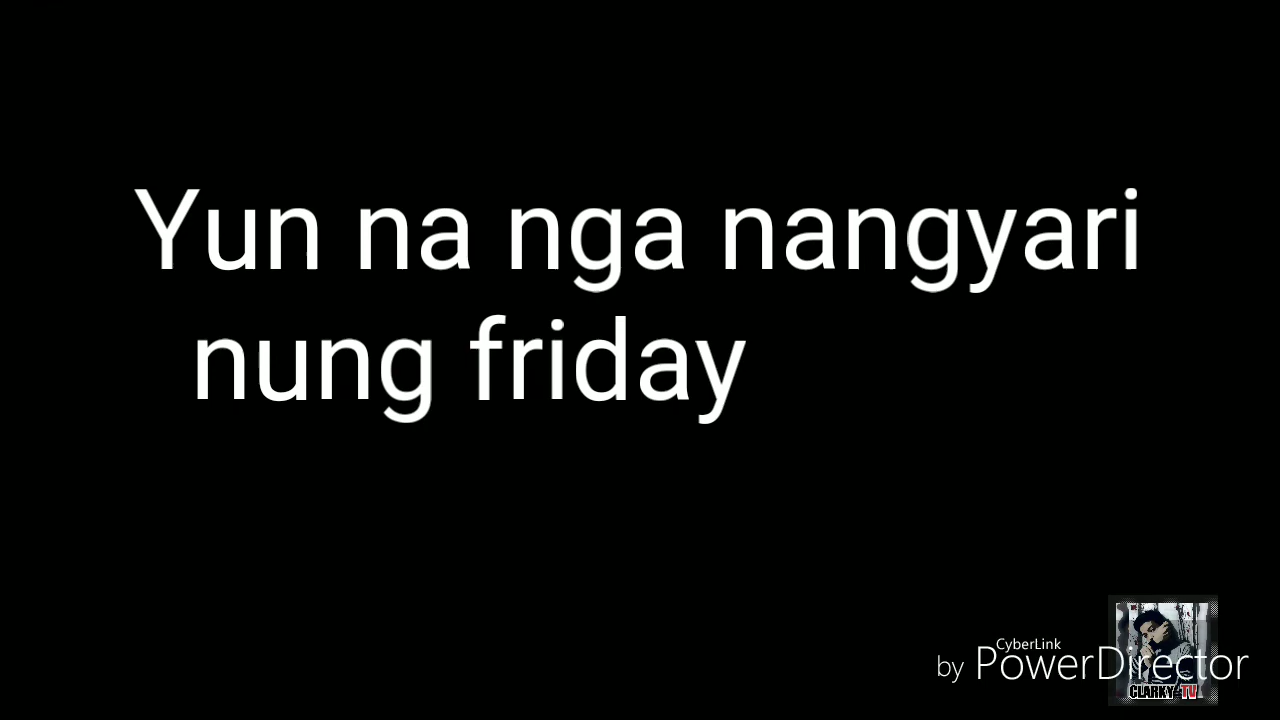 Yun na nga nangyari
nung friday
CyberLink
by PowerDirector
CLARKY-TV